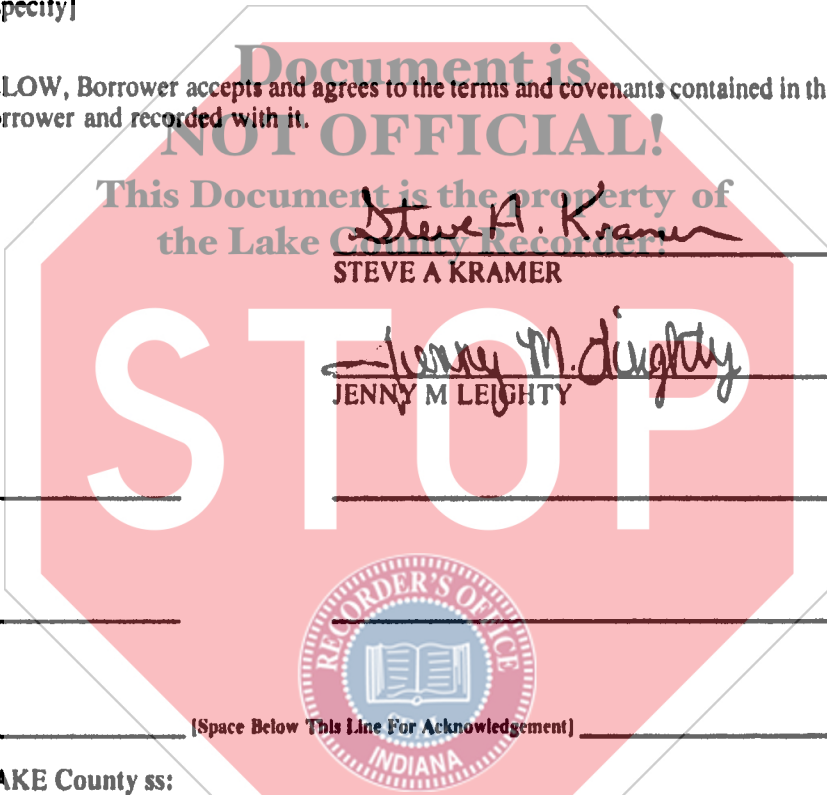 pecify]
Document is
LOW, Borrower accepts and agrees to the terms and covenants contained in th
rrower and recorded with it.
NOT OFFICIAL!
This Document is the property of
the Lake County Recorder!
Steve A. Kramer
STEVE A KRAMER
Jenny M. Leighty
JENNY M LEIGHTY
STOP
RECORDER'S OFFICE
[Space Below This Line For Acknowledgement]
INDIANA
AKE County ss: